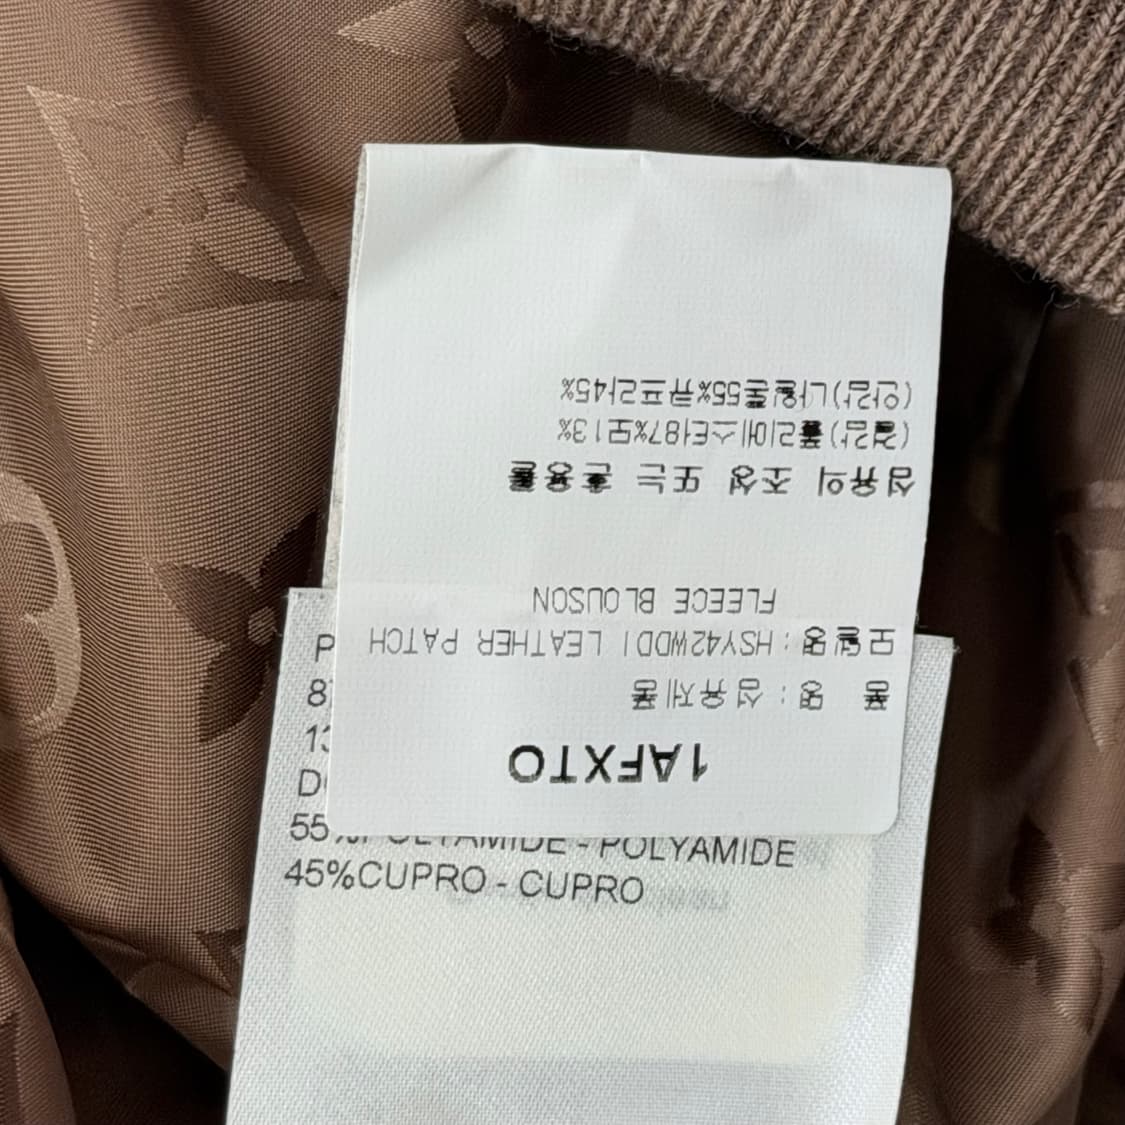 1AFXTO
품 명 : 섬유제품
모델명 : HSY42WDD1 LEATHER PATCH
FLEECE BLOUSON
섬유의 조성 또는 혼용률
(겉감)폴리에스터87%모13%
(안감)나일론55%큐프라45%
P
8
13
D
55%POLYAMIDE - POLYAMIDE
45%CUPRO - CUPRO